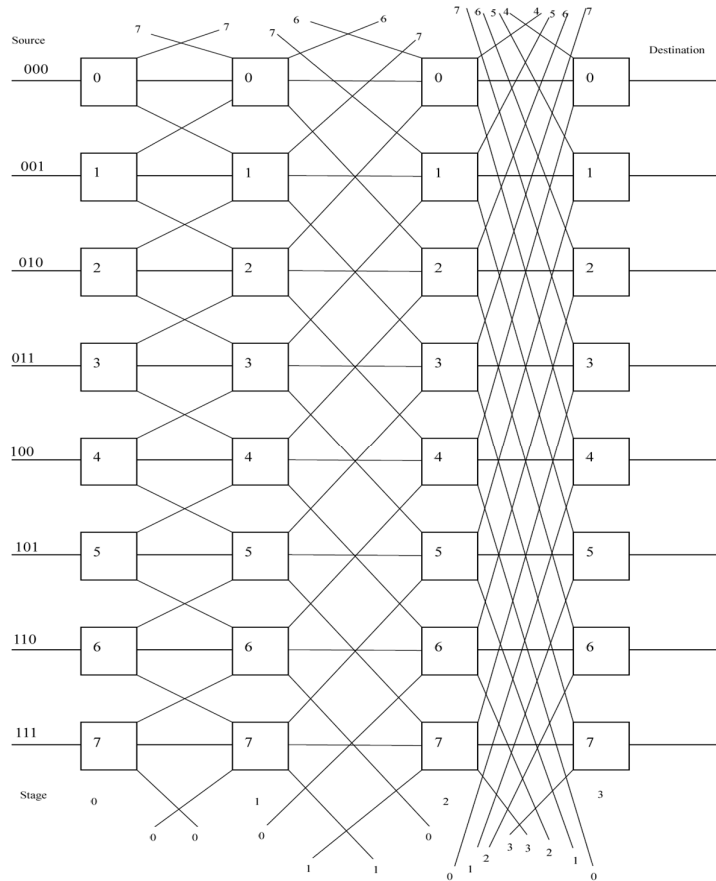 7 7 6 6 7 7 7 6 5 4 4 5 6 7
Source Destination
000 0 0 0 0
001 1 1 1 1
010 2 2 2 2
011 3 3 3 3
100 4 4 4 4
101 5 5 5 5
110 6 6 6 6
111 7 7 7 7
Stage 0 1 2 3
0 0 0 0 3 3 2
1 1 0 1 2 1 0